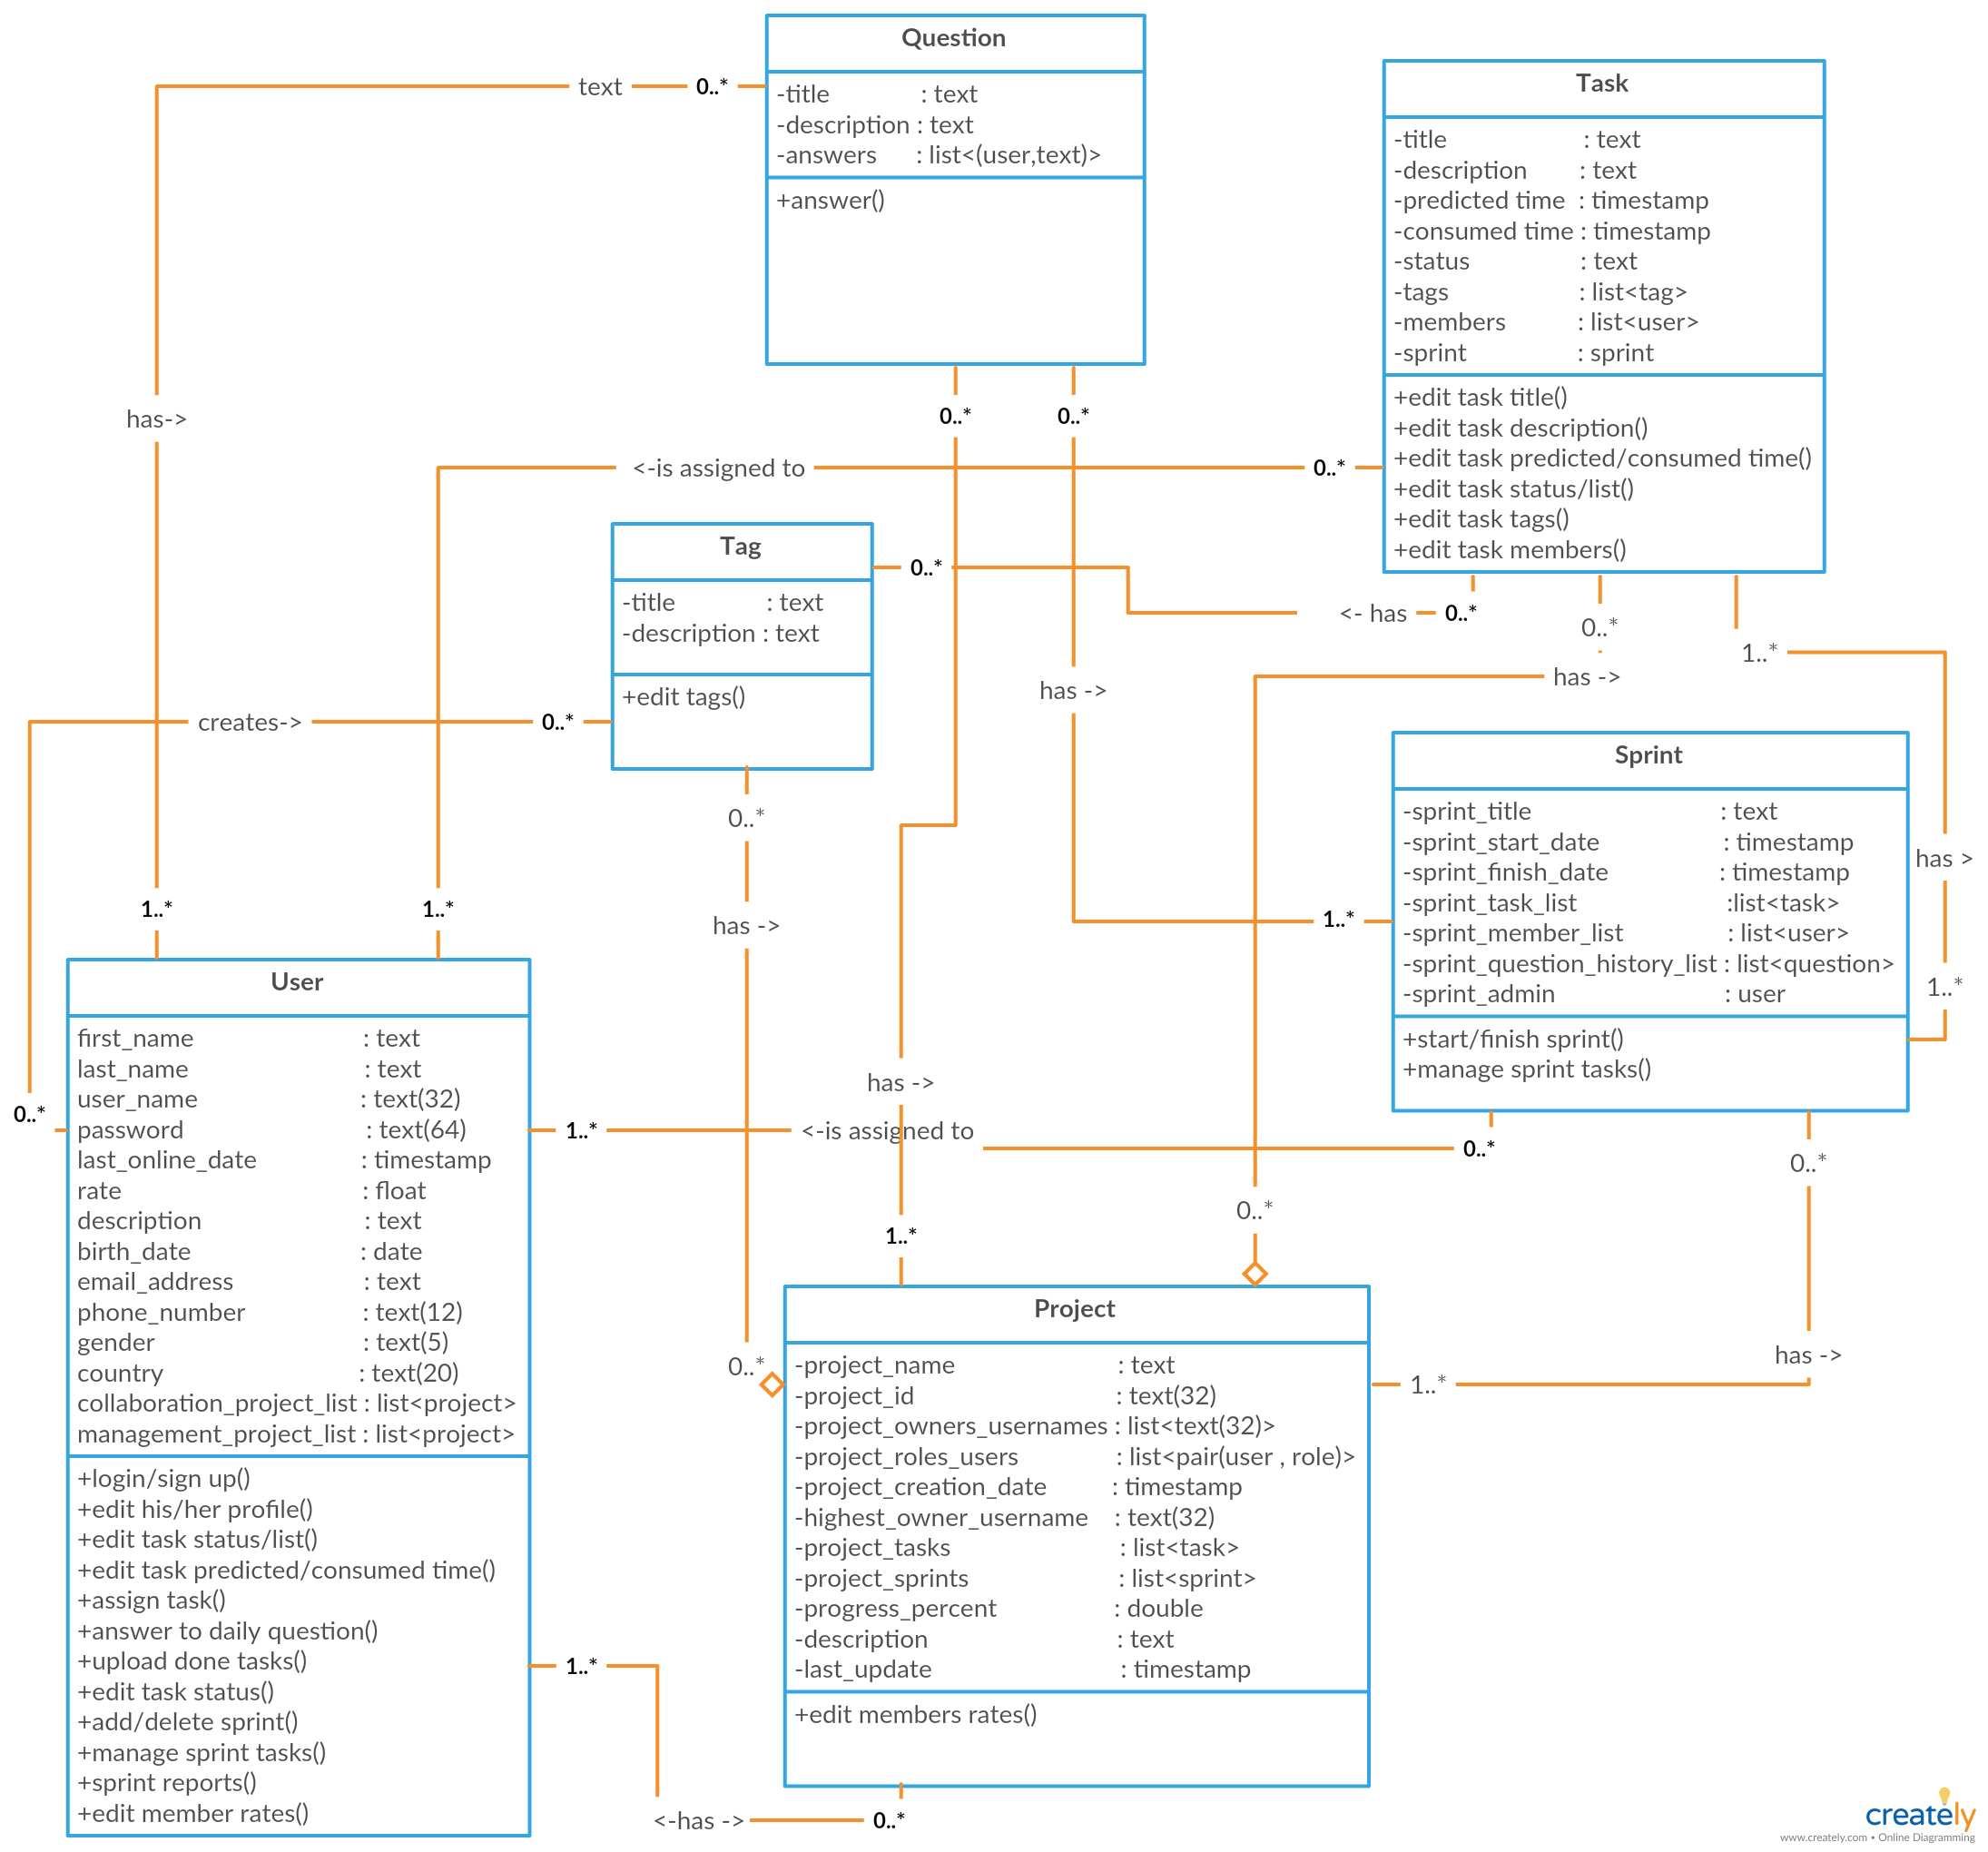 Question
-title : text
-description : text
-answers : list<(user,text)>
+answer()
text
0..*
Task
-title : text
-description : text
-predicted time : timestamp
-consumed time : timestamp
-status : text
-tags : list<tag>
-members : list<user>
-sprint : sprint
+edit task title()
+edit task description()
+edit task predicted/consumed time()
+edit task status/list()
+edit task tags()
+edit task members()
has->
0..*
0..*
<-is assigned to
0..*
Tag
-title : text
-description : text
+edit tags()
0..*
<- has
0..*
0..*
has ->
1..*
has ->
creates->
0..*
0..*
has ->
Sprint
-sprint_title : text
-sprint_start_date : timestamp
-sprint_finish_date : timestamp
-sprint_task_list :list<task>
-sprint_member_list : list<user>
-sprint_question_history_list : list<question>
-sprint_admin : user
+start/finish sprint()
+manage sprint tasks()
has >
1..*
1..*
1..*
1..*
User
first_name : text
last_name : text
user_name : text(32)
password : text(64)
last_online_date : timestamp
rate : float
description : text
birth_date : date
email_address : text
phone_number : text(12)
gender : text(5)
country : text(20)
collaboration_project_list : list<project>
management_project_list : list<project>
+login/sign up()
+edit his/her profile()
+edit task status/list()
+edit task predicted/consumed time()
+assign task()
+answer to daily question()
+upload done tasks()
+edit task status()
+add/delete sprint()
+manage sprint tasks()
+sprint reports()
+edit member rates()
0..*
has ->
1..*
<-is assigned to
0..*
0..*
0..*
1..*
has ->
0..*
1..*
Project
-project_name : text
-project_id : text(32)
-project_owners_usernames : list<text(32)>
-project_roles_users : list<pair(user , role)>
-project_creation_date : timestamp
-highest_owner_username : text(32)
-project_tasks : list<task>
-project_sprints : list<sprint>
-progress_percent : double
-description : text
-last_update : timestamp
+edit members rates()
1..*
<-has ->
0..*
creately
www.creately.com • Online Diagramming